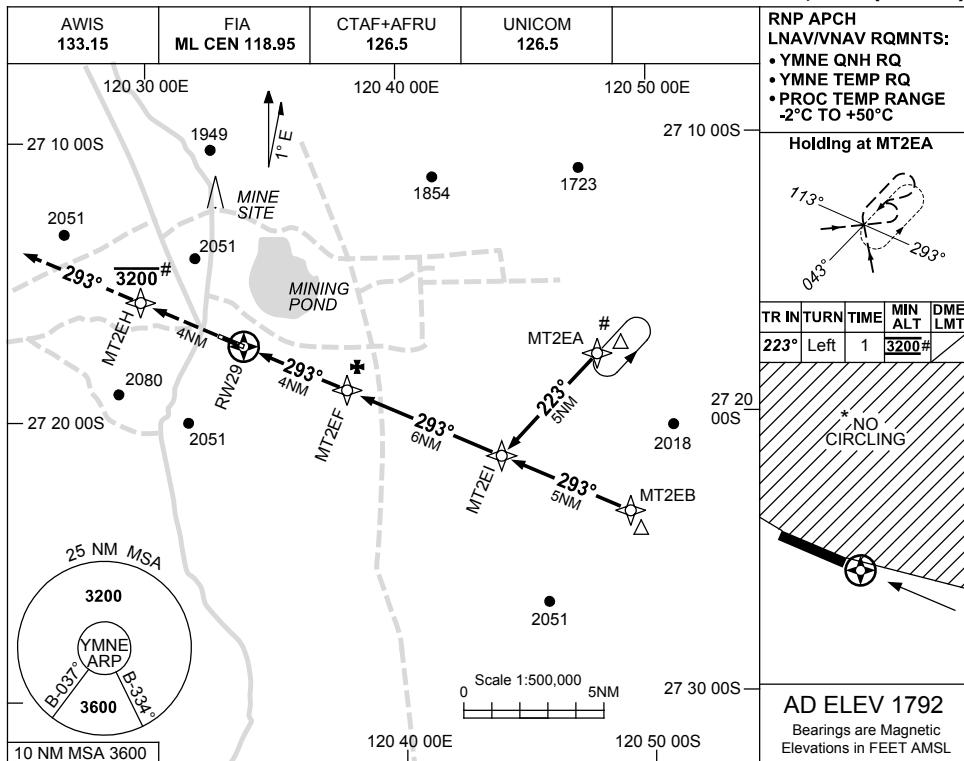 AWIS
133.15
FIA
ML CEN 118.95
CTAF+AFRU
126.5
UNICOM
126.5
RNP APCH
LNAV/VNAV RQMNTS:
• YMNE QNH RQ
• YMNE TEMP RQ
• PROC TEMP RANGE
-2°C TO +50°C
120 30 00E
120 40 00E
120 50 00E
27 10 00S
27 10 00S
1° E
1949
1854
1723
MINE
SITE
2051
2051
MINING
POND
293°
3200#
MT2EH
4NM
RW29
293°
4NM
MT2EF
293°
6NM
MT2EA
#
223°
5NM
MT2EI
293°
5NM
MT2EB
2080
2051
2018
27 20 00S
27 20
00S
2051
25 NM MSA
3200
YMNE
ARP
B-037°
B-334°
3600
10 NM MSA 3600
Scale 1:500,000
0
5NM
27 30 00S
120 40 00E
120 50 00S
Holding at MT2EA
113°
293°
043°
TR IN
TURN
TIME
MIN
ALT
DME
LMT
223°
Left
1
3200#
*NO
CIRCLING
AD ELEV 1792
Bearings are Magnetic
Elevations in FEET AMSL